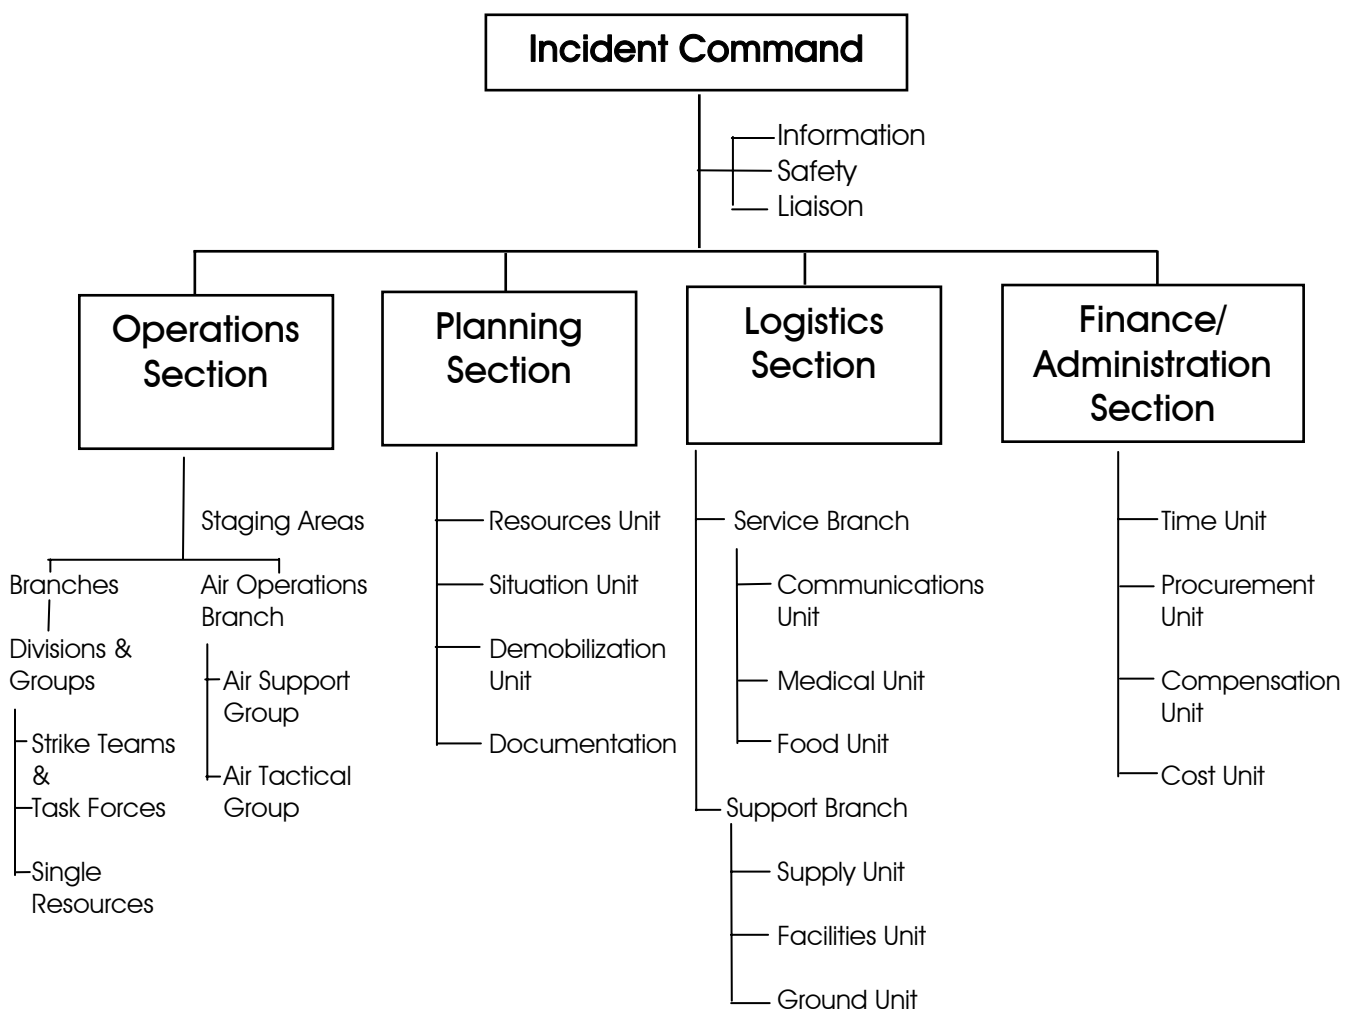 Incident Command
Information
Safety
Liaison
Operations
Section
Planning
Section
Logistics
Section
Finance/
Administration
Section
Staging Areas
Branches
Divisions &
Groups
Strike Teams
&
Task Forces
Single
Resources
Air Operations
Branch
Air Support
Group
Air Tactical
Group
Resources Unit
Situation Unit
Demobilization
Unit
Documentation
Service Branch
Communications
Unit
Medical Unit
Food Unit
Support Branch
Supply Unit
Facilities Unit
Ground Unit
Time Unit
Procurement
Unit
Compensation
Unit
Cost Unit